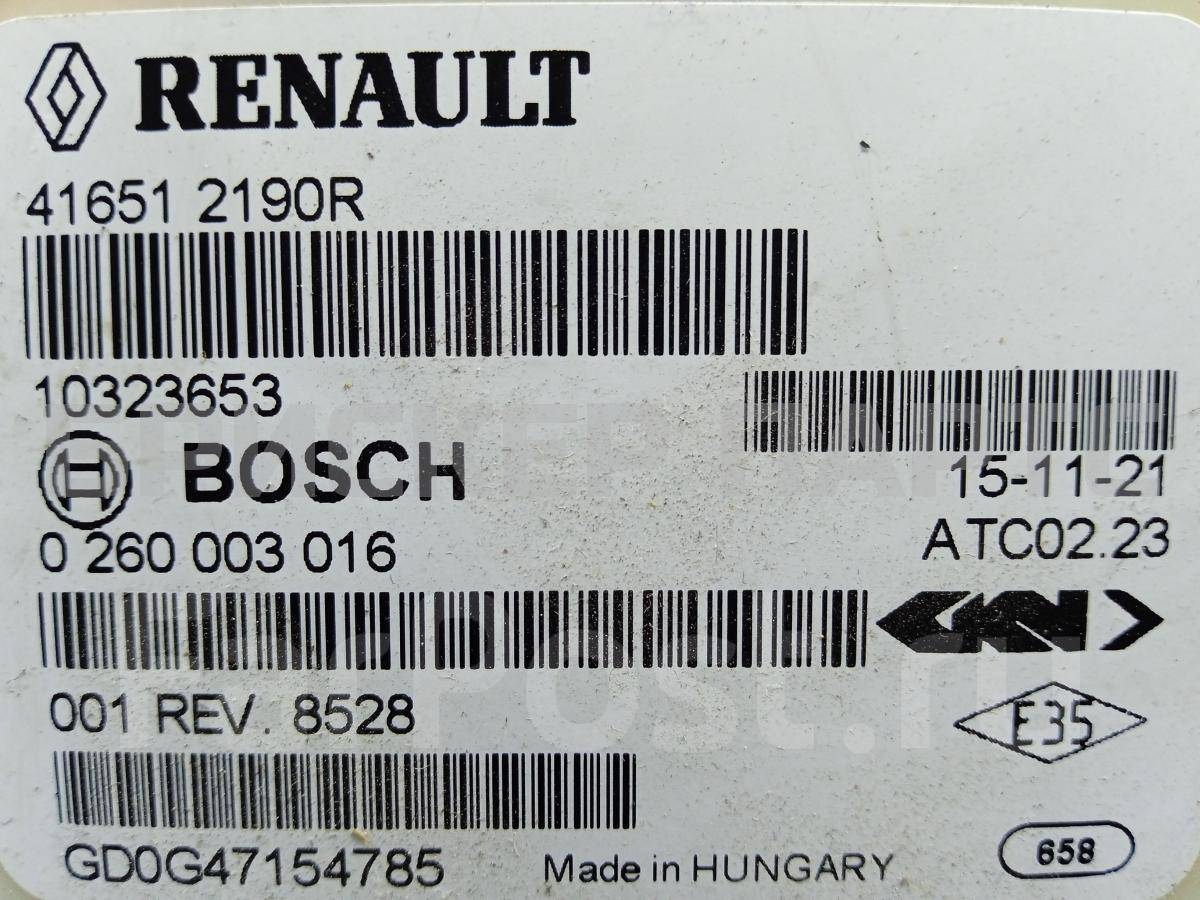 RENAULT
41651 2190R
10323653
BOSCH
15-11-21
0 260 003 016
ATC02.23
GKN
001 REV. 8528
E35
GD0G47154785
Made in HUNGARY
658